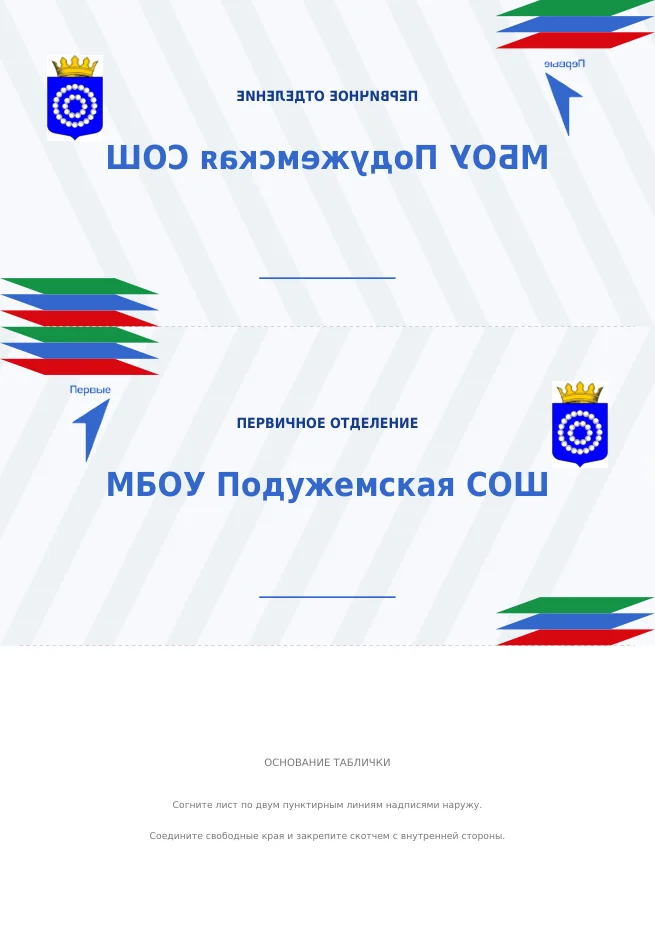 Первые
ПЕРВИЧНОЕ ОТДЕЛЕНИЕ
МБОУ Подужемская СОШ
Первые
ПЕРВИЧНОЕ ОТДЕЛЕНИЕ
МБОУ Подужемская СОШ
ОСНОВАНИЕ ТАБЛИЧКИ
Согните лист по двум пунктирным линиям надписями наружу.
Соедините свободные края и закрепите скотчем с внутренней стороны.